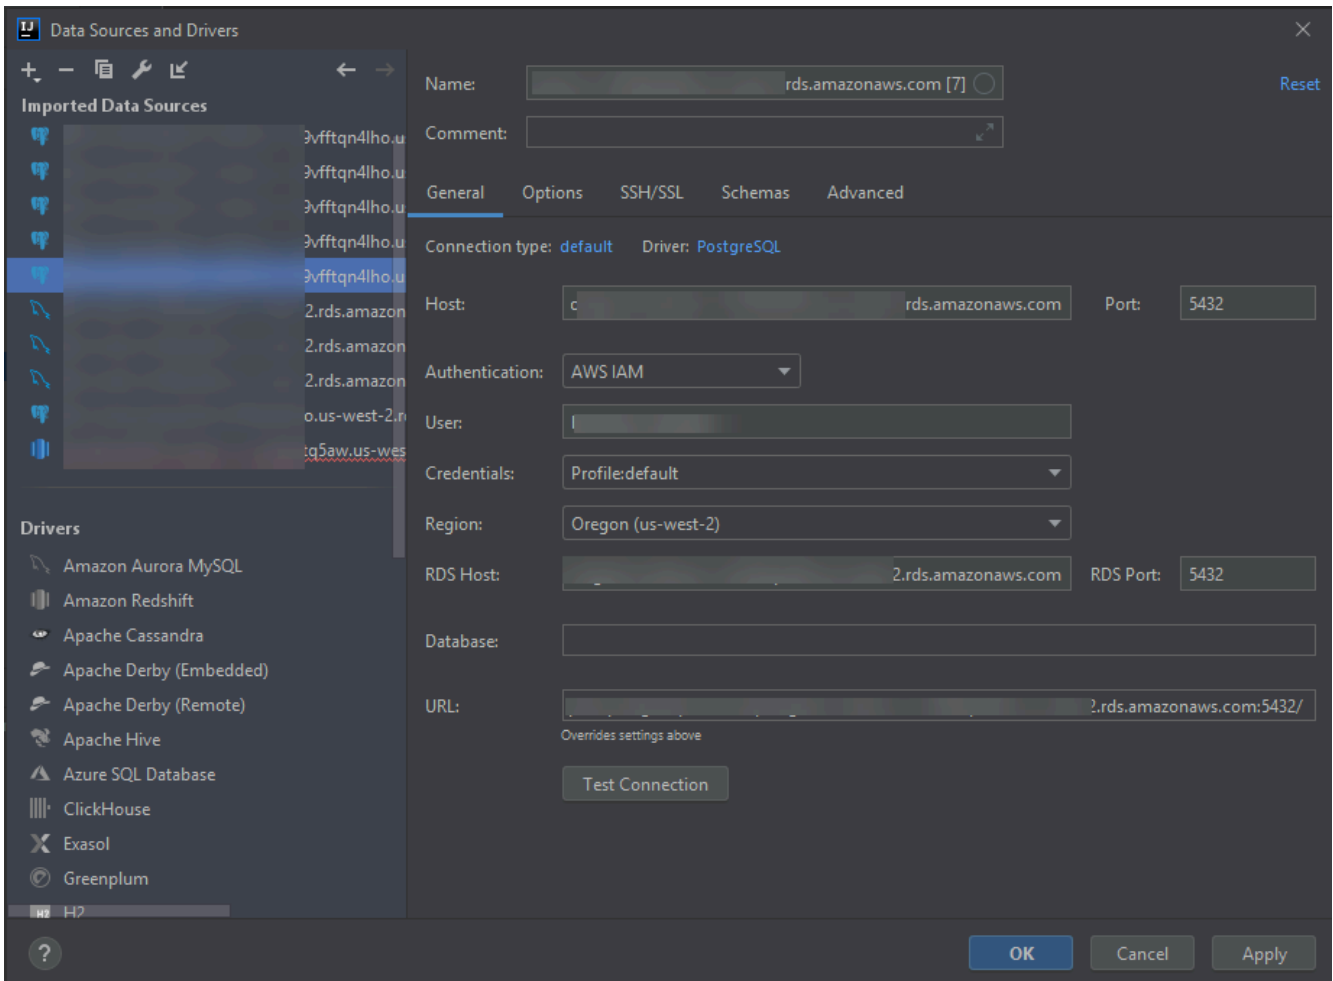 Data Sources and Drivers
Imported Data Sources
9vfftqn4lho.u
9vfftqn4lho.u
9vfftqn4lho.u
9vfftqn4lho.u
9vfftqn4lho.u
2.rds.amazon
2.rds.amazon
2.rds.amazon
o.us-west-2.r
tq5aw.us-wes
Drivers
Amazon Aurora MySQL
Amazon Redshift
Apache Cassandra
Apache Derby (Embedded)
Apache Derby (Remote)
Apache Hive
Azure SQL Database
ClickHouse
Exasol
Greenplum
H2
Name: rds.amazonaws.com [7] Reset
Comment:
General Options SSH/SSL Schemas Advanced
Connection type: default Driver: PostgreSQL
Host: rds.amazonaws.com Port: 5432
Authentication: AWS IAM
User:
Credentials: Profile:default
Region: Oregon (us-west-2)
RDS Host: 2.rds.amazonaws.com RDS Port: 5432
Database:
URL: 2.rds.amazonaws.com:5432/
Overrides settings above
Test Connection
? OK Cancel Apply